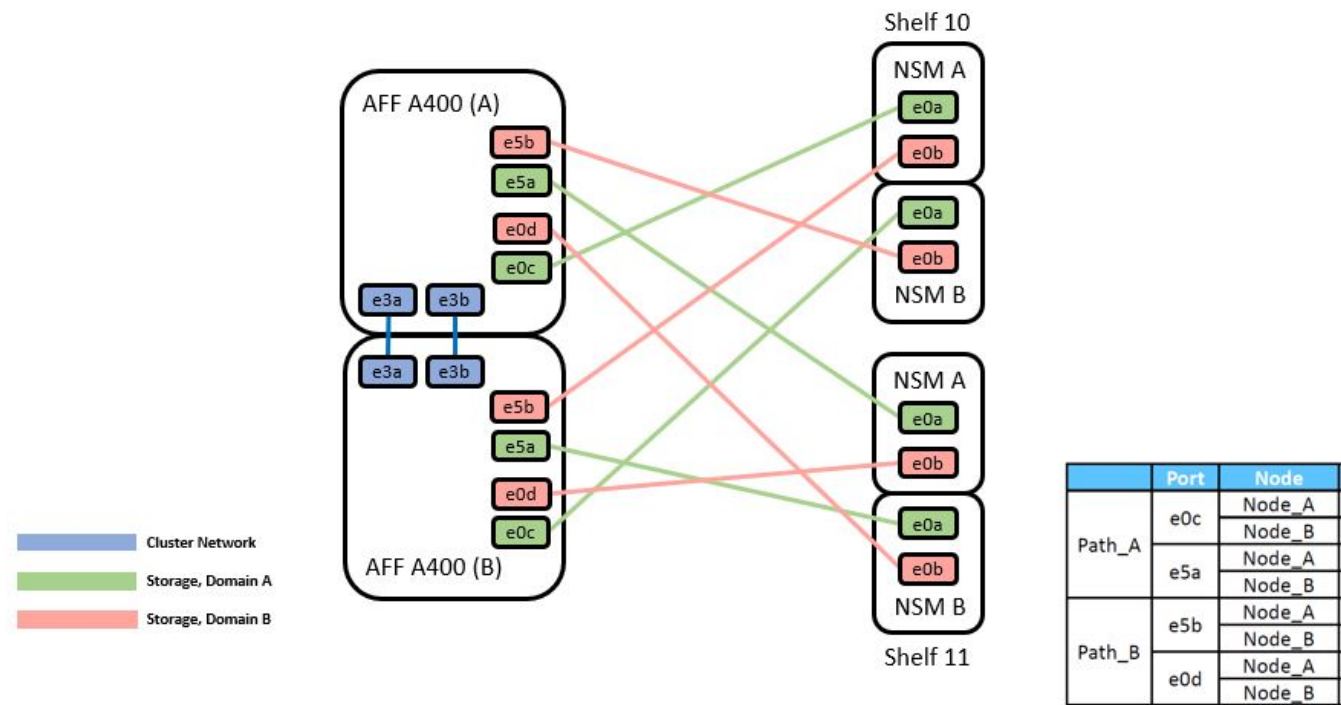 Shelf 10
AFF A400 (A)
e5b
e5a
e0d
e0c
e3a e3b
e3a e3b
e5b
e5a
e0d
e0c
AFF A400 (B)
NSM A
e0a
e0b
e0a
e0b
NSM B
NSM A
e0a
e0b
e0a
e0b
NSM B
Shelf 11
Cluster Network
Storage, Domain A
Storage, Domain B
Port Node
Path_A e0c Node_A
Node_B
e5a Node_A
Node_B
Path_B e5b Node_A
Node_B
e0d Node_A
Node_B